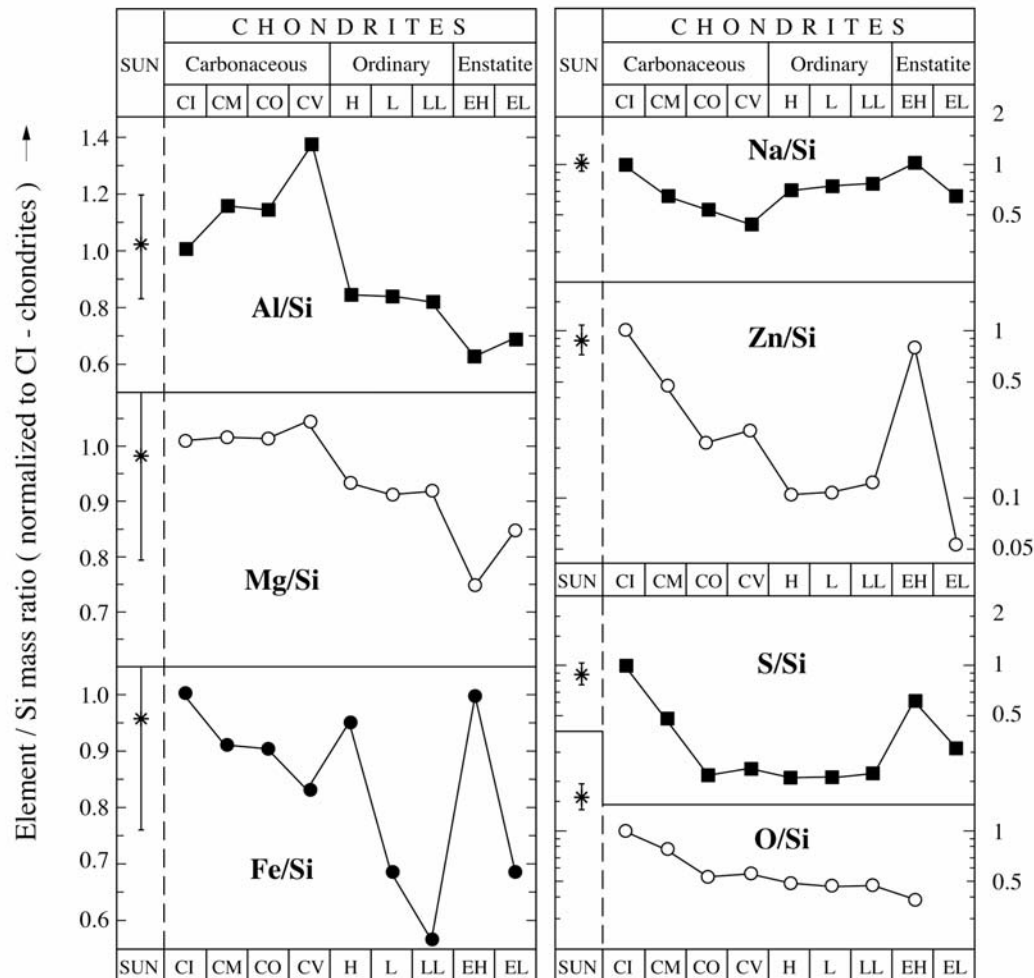 Element / Si mass ratio ( normalized to CI - chondrites ) →
CHONDRITES
SUN Carbonaceous Ordinary Enstatite
CI CM CO CV H L LL EH EL
1.4
1.2
1.0
0.8
0.6
Al/Si
1.0
0.9
0.8
0.7
Mg/Si
1.0
0.9
0.8
0.7
0.6
Fe/Si
SUN CI CM CO CV H L LL EH EL
CHONDRITES
SUN Carbonaceous Ordinary Enstatite
CI CM CO CV H L LL EH EL
2
1
0.5
Na/Si
Zn/Si
1
0.5
0.1
0.05
SUN CI CM CO CV H L LL EH EL
2
1
0.5
S/Si
O/Si
1
0.5
SUN CI CM CO CV H L LL EH EL